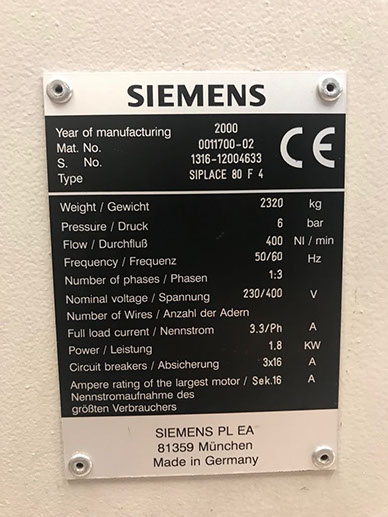 SIEMENS
Year of manufacturing 2000
Mat. No. 0011700-02
S. No. 1316-12004633
Type SIPLACE 80 F 4
CE
Weight / Gewicht 2320 kg
Pressure / Druck 6 bar
Flow / Durchfluß 400 Nl / min
Frequency / Frequenz 50/60 Hz
Number of phases / Phasen 1:3
Nominal voltage / Spannung 230/400 V
Number of Wires / Anzahl der Adern
Full load current / Nennstrom 3.3/Ph A
Power / Leistung 1.8 KW
Circuit breakers / Absicherung 3x16 A
Ampere rating of the largest motor / Sek.16 A
Nennstromaufnahme des
größten Verbrauchers
SIEMENS PL EA
81359 München
Made in Germany